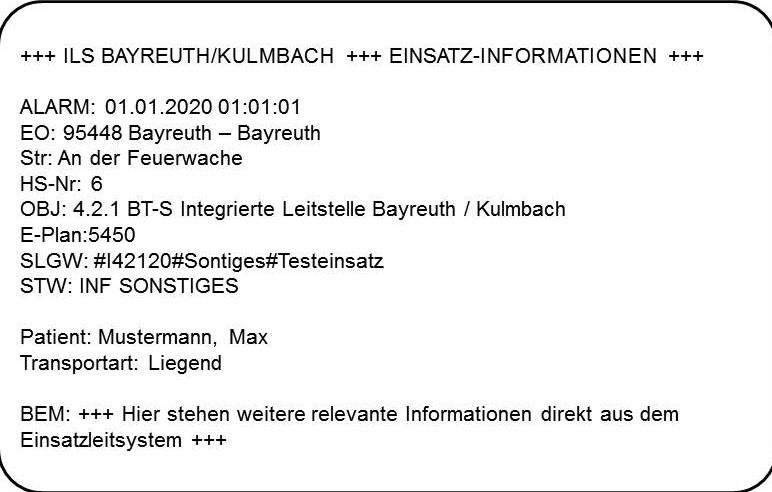 +++ ILS BAYREUTH/KULMBACH +++ EINSATZ-INFORMATIONEN +++
ALARM: 01.01.2020 01:01:01
EO: 95448 Bayreuth – Bayreuth
Str: An der Feuerwache
HS-Nr: 6
OBJ: 4.2.1 BT-S Integrierte Leitstelle Bayreuth / Kulmbach
E-Plan:5450
SLGW: #I42120#Sontiges#Testeinsatz
STW: INF SONSTIGES
Patient: Mustermann, Max
Transportart: Liegend
BEM: +++ Hier stehen weitere relevante Informationen direkt aus dem
Einsatzleitsystem +++